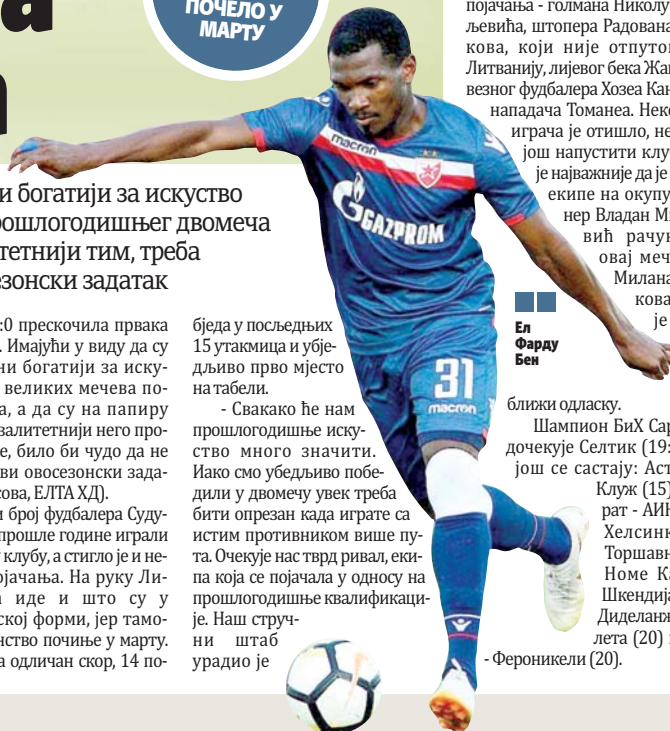 ПОЧЕЛО У
МАРТУ
и богатији за искуство
рошлогодишњег двомеча
тетнији тим, треба
езонски задатак
:0 прескочила првака
. Имајући у виду да су
ни богатији за иску-
великих мечева по-
а, а да су на папиру
валитетнији него про-
е, било би чудо да не
ви овосезонски зада-
сова, ЕЛТА ХД).
и број фудбалера Суду-
прошле године играли
клубу, а стигло је и не-
ојачања. На руку Ли-
иде и што су у
ској форми, јер тамо-
нство почиње у марту.
а одличан скор, 14 по-
бједа у посљедњих
15 утакмица и убје-
дљиво прво мјесто
на табели.
- Свакако ће нам
прошлогодишње иску-
ство много значити.
Иако смо убедљиво побе-
дили у двомечу увек треба
бити опрезан када играте са
истим противником више пу-
та. Очекује нас тврд ривал, еки-
па која се појачала у односу на
прошлогодишње квалификаци-
је. Наш струч-
ни штаб
урадио је
појачања - голмана Николу
љевића, штопера Радована
кова, који није отпутов
Литванију, лијевог бека Жан
везног фудбалера Хозеа Кан
нападача Томанеа. Неко
играча је отишло, не
још напустити клу
је најважније да је
екипе на окупу
нер Владан Ми
вић рачун
овај меч
Милана
кова
је
ближи одласку.
Шампион БиХ Сар
дочекује Селтик (19:
још се састају: Аст
Клуж (15)
рат - АИК
Хелсинк
Торшавн
Номе Ка
Шкендија
Диделанж
лета (20) и
- Фероникели (20).
Ел
Фарду
Бен
macron
GAZPROM
31
macron